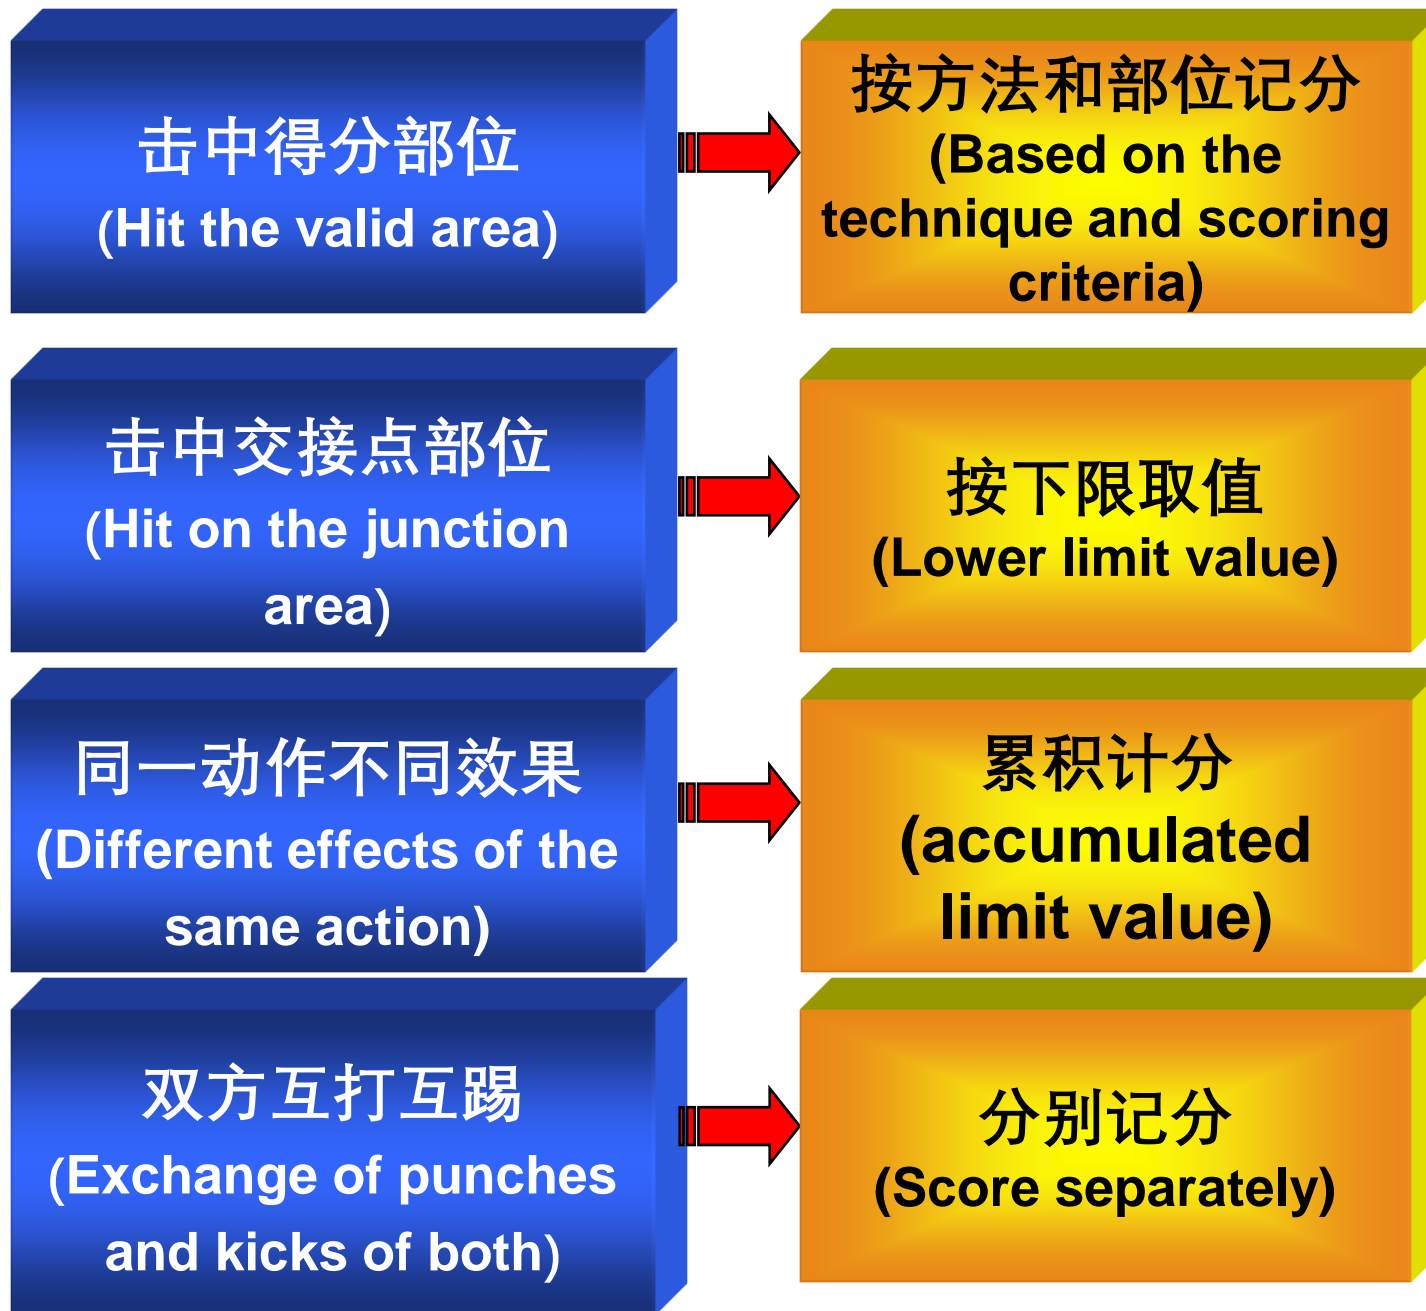 击中得分部位
(Hit the valid area)
按方法和部位记分
(Based on the
technique and scoring
criteria)
击中交接点部位
(Hit on the junction
area)
按下限取值
(Lower limit value)
同一动作不同效果
(Different effects of the
same action)
累积计分
(accumulated
limit value)
双方互打互踢
(Exchange of punches
and kicks of both)
分别记分
(Score separately)